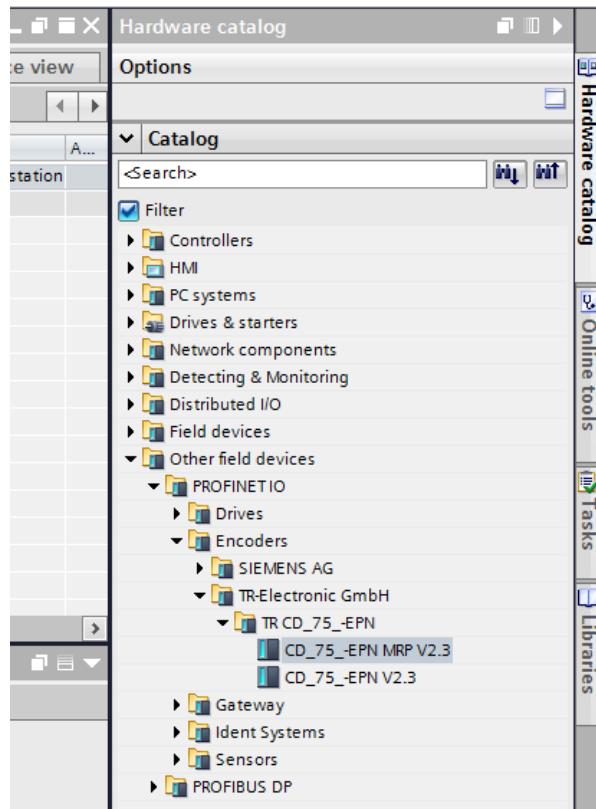 Hardware catalog
e view
Options
A...
Catalog
station
<Search>
Filter
Controllers
HMI
PC systems
Drives & starters
Network components
Detecting & Monitoring
Distributed I/O
Field devices
Other field devices
PROFINET IO
Drives
Encoders
SIEMENS AG
TR-Electronic GmbH
TR CD_75_-EPN
CD_75_-EPN MRP V2.3
CD_75_-EPN V2.3
Gateway
Ident Systems
Sensors
PROFIBUS DP
Hardware catalog
Online tools
Tasks
Libraries